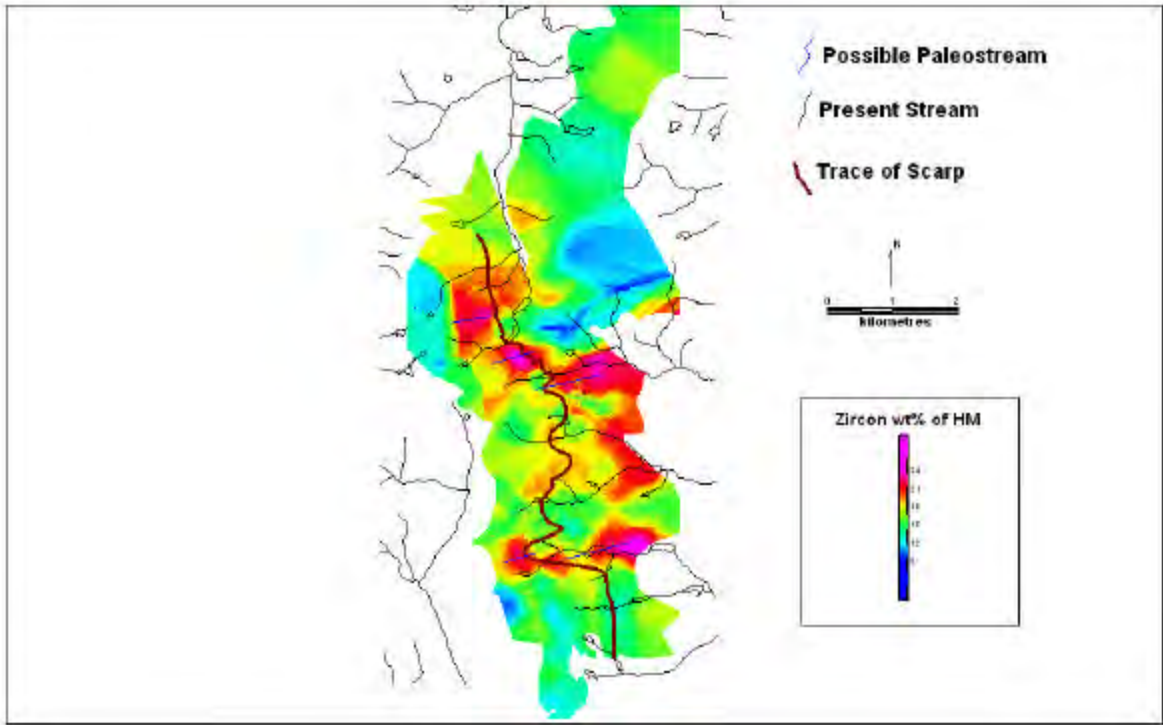 Possible Paleostream
Present Stream
Trace of Scarp
N
0 1 2
kilometres
Zircon wt% of HM